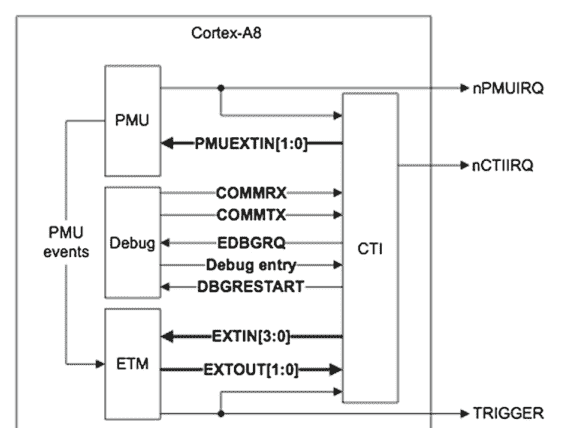 Cortex-A8
nPMUIRQ
PMU
PMUEXTIN[1:0]
nCTIIRQ
COMMRX
COMMTX
PMU
events
Debug
EDBGRQ
CTI
Debug entry
DBGRESTART
EXTIN[3:0]
ETM
EXTOUT[1:0]
TRIGGER